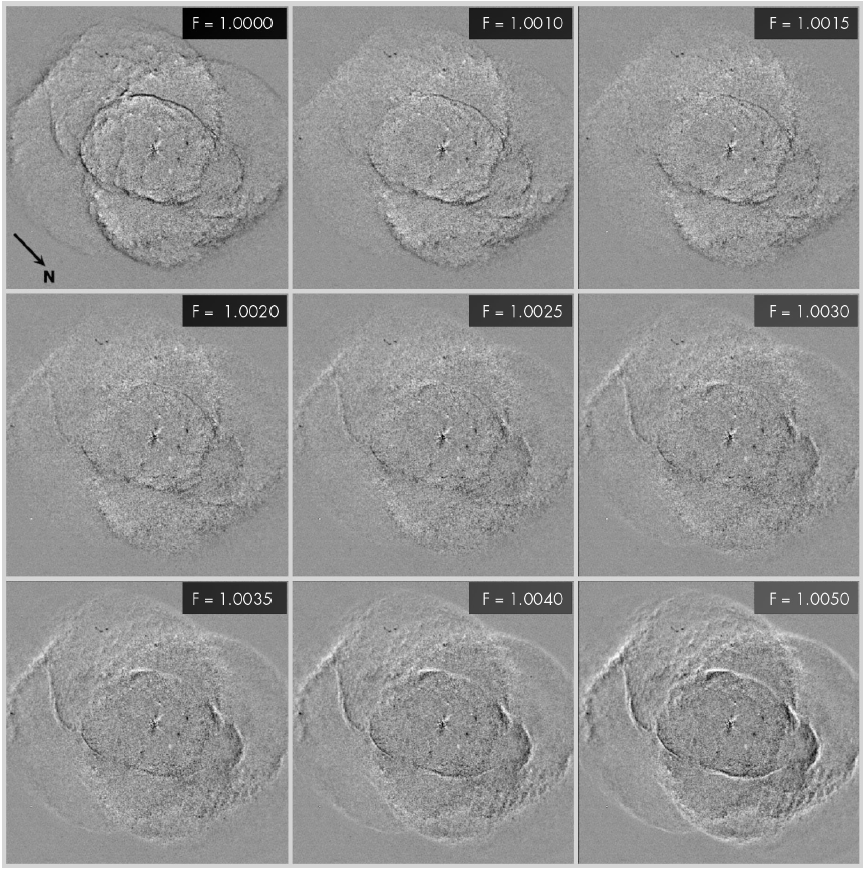 F = 1.0000
F = 1.0010
F = 1.0015
N
F = 1.0020
F = 1.0025
F = 1.0030
F = 1.0035
F = 1.0040
F = 1.0050